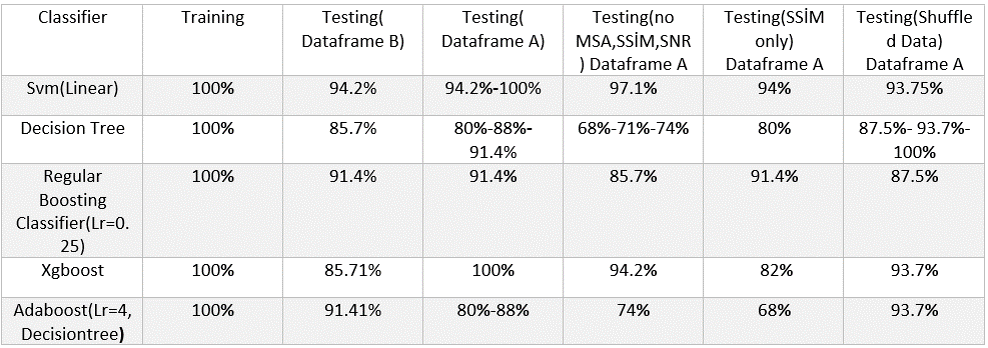 Classifier
Training
Testing(
Dataframe B)
Testing(
Dataframe A)
Testing(no
MSA,SSİM,SNR
) Dataframe A
Testing(SSİM
only)
Dataframe A
Testing(Shuffle
d Data)
Dataframe A
Svm(Linear)
100%
94.2%
94.2%-100%
97.1%
94%
93.75%
Decision Tree
100%
85.7%
80%-88%-
91.4%
68%-71%-74%
80%
87.5%- 93.7%-
100%
Regular
Boosting
Classifier(Lr=0.
25)
100%
91.4%
91.4%
85.7%
91.4%
87.5%
Xgboost
100%
85.71%
100%
94.2%
82%
93.7%
Adaboost(Lr=4,
Decisiontree)
100%
91.41%
80%-88%
74%
68%
93.7%